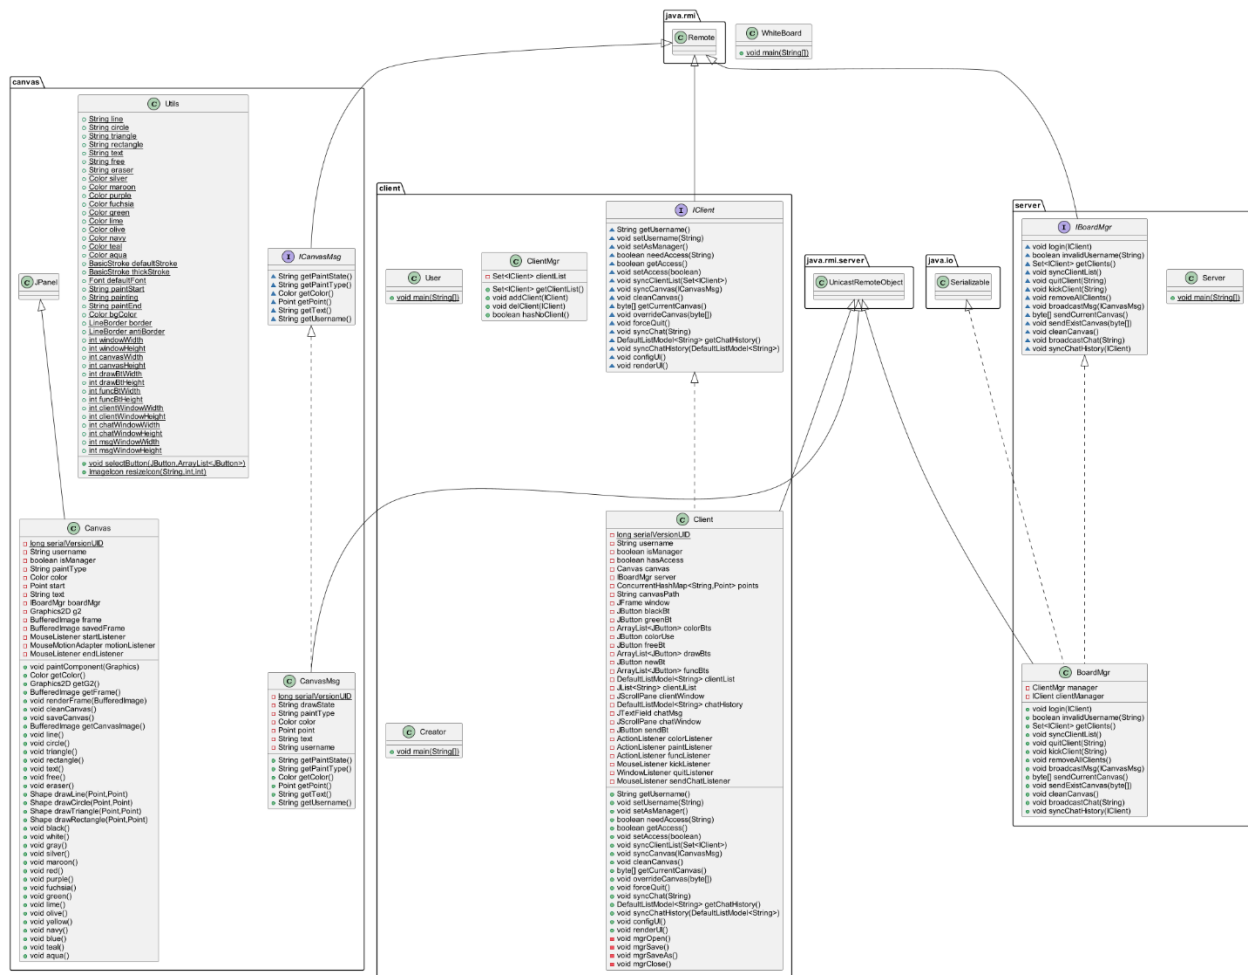 java.rmi
C Remote
C WhiteBoard
void main(String[])
canvas
C Utils
String line
String circle
String triangle
String rectangle
String text
String free
String eraser
Color silver
Color maroon
Color purple
Color fuchsia
Color green
Color lime
Color olive
Color navy
Color teal
Color aqua
BasicStroke defaultStroke
BasicStroke thickStroke
Font defaultFont
String paintStart
String painting
String paintEnd
Color bgColor
LineBorder border
LineBorder antiBorder
int windowWidth
int windowHeight
int canvasWidth
int canvasHeight
int drawBtWidth
int drawBtHeight
int funcBtWidth
int funcBtHeight
int clientWindowWidth
int clientWindowHeight
int chatWindowWidth
int chatWindowHeight
int msgWindowWidth
int msgWindowHeight
void selectButton(JButton,ArrayList<JButton>)
ImageIcon resizeIcon(String,int,int)
C JPanel
I ICanvasMsg
String getPaintState()
String getPaintType()
Color getColor()
Point getPoint()
String getText()
String getUsername()
C Canvas
long serialVersionUID
String username
boolean isManager
String paintType
Color color
Point start
String text
IBoardMgr boardMgr
Graphics2D g2
BufferedImage frame
BufferedImage savedFrame
MouseListener startListener
MouseMotionAdapter motionListener
MouseListener endListener
void paintComponent(Graphics)
Color getColor()
Graphics2D getG2()
BufferedImage getFrame()
void renderFrame(BufferedImage)
void cleanCanvas()
void saveCanvas()
BufferedImage getCanvasImage()
void line()
void circle()
void triangle()
void rectangle()
void text()
void free()
void eraser()
Shape drawLine(Point,Point)
Shape drawCircle(Point,Point)
Shape drawTriangle(Point,Point)
Shape drawRectangle(Point,Point)
void black()
void white()
void gray()
void silver()
void maroon()
void red()
void purple()
void fuchsia()
void green()
void lime()
void olive()
void yellow()
void navy()
void blue()
void teal()
void aqua()
C CanvasMsg
long serialVersionUID
String drawState
String paintType
Color color
Point point
String text
String username
String getPaintState()
String getPaintType()
Color getColor()
Point getPoint()
String getText()
String getUsername()
client
C User
void main(String[])
C ClientMgr
Set<IClient> clientList
Set<IClient> getClientList()
void addClient(IClient)
void delClient(IClient)
boolean hasNoClient()
I IClient
String getUsername()
void setUsername(String)
void setAsManager()
boolean needAccess(String)
boolean getAccess()
void setAccess(boolean)
void syncClientList(Set<IClient>)
void syncCanvas(ICanvasMsg)
void cleanCanvas()
byte[] getCurrentCanvas()
void overrideCanvas(byte[])
void forceQuit()
void syncChat(String)
DefaultListModel<String> getChatHistory()
void syncChatHistory(DefaultListModel<String>)
void configUI()
void renderUI()
C Creator
void main(String[])
C Client
long serialVersionUID
String username
boolean isManager
boolean hasAccess
Canvas canvas
IBoardMgr server
ConcurrentHashMap<String,Point> points
String canvasPath
JFrame window
JButton blackBt
JButton greenBt
ArrayList<JButton> colorBts
JButton colorUse
JButton freeBt
ArrayList<JButton> drawBts
JButton newBt
ArrayList<JButton> funcBts
DefaultListModel<String> clientList
JList<String> clientJList
JScrollPane clientWindow
DefaultListModel<String> chatHistory
JTextField chatMsg
JScrollPane chatWindow
JButton sendBt
ActionListener colorListener
ActionListener paintListener
ActionListener funcListener
MouseListener kickListener
WindowListener quitListener
MouseListener sendChatListener
String getUsername()
void setUsername(String)
void setAsManager()
boolean needAccess(String)
boolean getAccess()
void setAccess(boolean)
void syncClientList(Set<IClient>)
void syncCanvas(ICanvasMsg)
void cleanCanvas()
byte[] getCurrentCanvas()
void overrideCanvas(byte[])
void forceQuit()
void syncChat(String)
DefaultListModel<String> getChatHistory()
void syncChatHistory(DefaultListModel<String>)
void configUI()
void renderUI()
void mgrOpen()
void mgrSave()
void mgrSaveAs()
void mgrClose()
java.rmi.server
C UnicastRemoteObject
java.io
C Serializable
server
I IBoardMgr
void login(IClient)
boolean invalidUsername(String)
Set<IClient> getClients()
void syncClientList()
void quitClient(String)
void kickClient(String)
void removeAllClients()
void broadcastMsg(ICanvasMsg)
byte[] sendCurrentCanvas()
void sendExistCanvas(byte[])
void cleanCanvas()
void broadcastChat(String)
void syncChatHistory(IClient)
C Server
void main(String[])
C BoardMgr
ClientMgr manager
IClient clientManager
void login(IClient)
boolean invalidUsername(String)
Set<IClient> getClients()
void syncClientList()
void quitClient(String)
void kickClient(String)
void removeAllClients()
void broadcastMsg(ICanvasMsg)
byte[] sendCurrentCanvas()
void sendExistCanvas(byte[])
void cleanCanvas()
void broadcastChat(String)
void syncChatHistory(IClient)